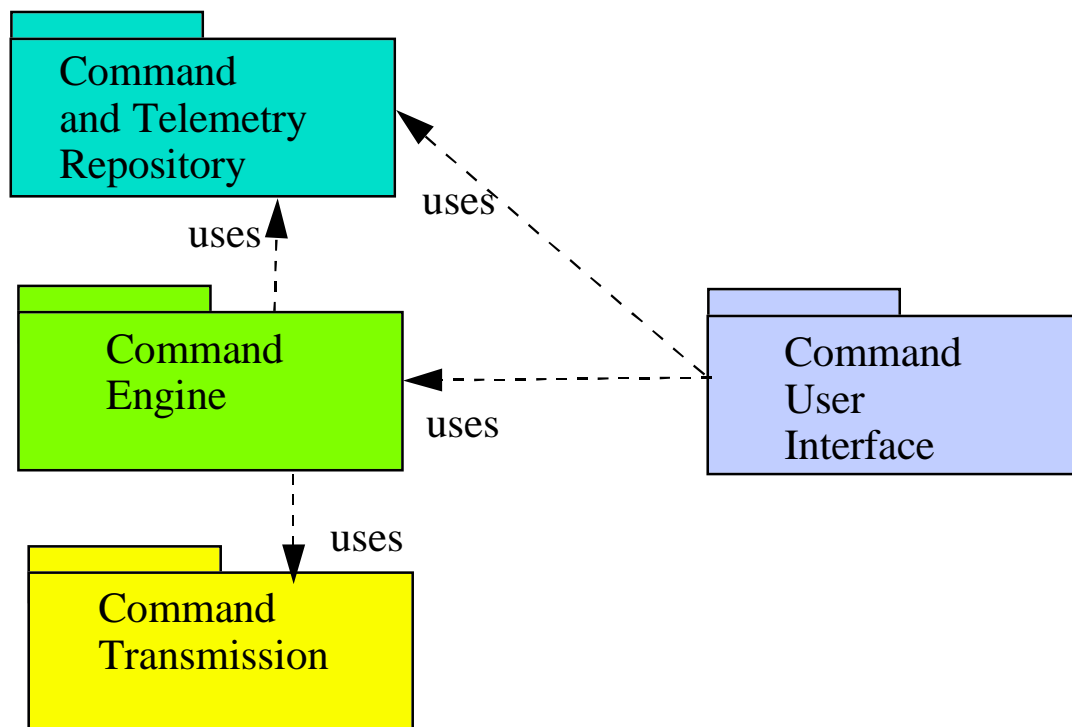 Command
and Telemetry
Repository
uses
uses
Command
Engine
uses
Command
User
Interface
uses
Command
Transmission